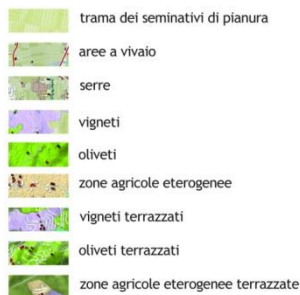 trama dei seminativi di pianura
aree a vivaio
serre
vigneti
oliveti
zone agricole eterogenee
vigneti terrazzati
oliveti terrazzati
zone agricole eterogenee terrazzate